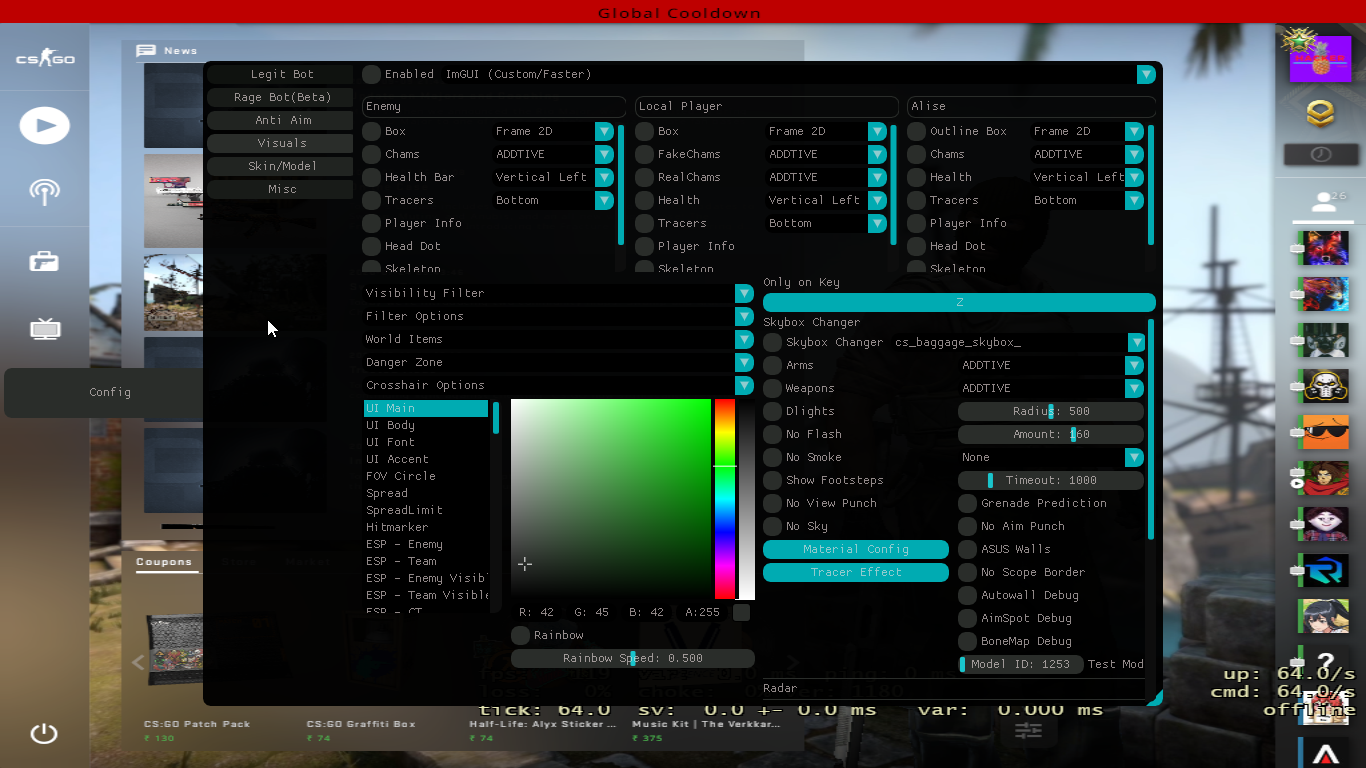 Global Cooldown
CS:GO
News
Legit Bot
Rage Bot(Beta)
Anti Aim
Visuals
Skin/Model
Misc
Config
Enabled ImGUI (Custom/Faster)
Enemy
Box Frame 2D
Chams ADDTIVE
Health Bar Vertical Left
Tracers Bottom
Player Info
Head Dot
Skeleton
Local Player
Box Frame 2D
FakeChams ADDTIVE
RealChams ADDTIVE
Health Vertical Left
Tracers Bottom
Player Info
Skeleton
Alise
Outline Box Frame 2D
Chams ADDTIVE
Health Vertical Left
Tracers Bottom
Player Info
Head Dot
Skeleton
Visibility Filter
Filter Options
World Items
Danger Zone
Crosshair Options
UI Main
UI Body
UI Font
UI Accent
FOV Circle
Spread
SpreadLimit
Hitmarker
ESP - Enemy
ESP - Team
ESP - Enemy Visibl
ESP - Team Visible
ESP - CT
R: 42 G: 45 B: 42 A:255
Rainbow
Rainbow Speed: 0.500
Only on Key
Z
Skybox Changer
Skybox Changer cs_baggage_skybox_
Arms ADDTIVE
Weapons ADDTIVE
Dlights Radius: 500
No Flash Amount: 160
No Smoke None
Show Footsteps Timeout: 1000
No View Punch Grenade Prediction
No Sky No Aim Punch
Material Config ASUS Walls
Tracer Effect No Scope Border
Autowall Debug
AimSpot Debug
BoneMap Debug
Model ID: 1253 Test Mod
Radar
26
Coupons
CS:GO Patch Pack
₹ 130
CS:GO Graffiti Box
₹ 74
Half-Life: Alyx Sticker ...
₹ 74
Music Kit | The Verkkar...
₹ 375
loss: 0% choke:
up: 64.0/s
cmd: 64.0/s
tick: 64.0 sv: 0.0 +- 0.0 ms var: 0.000 ms offline